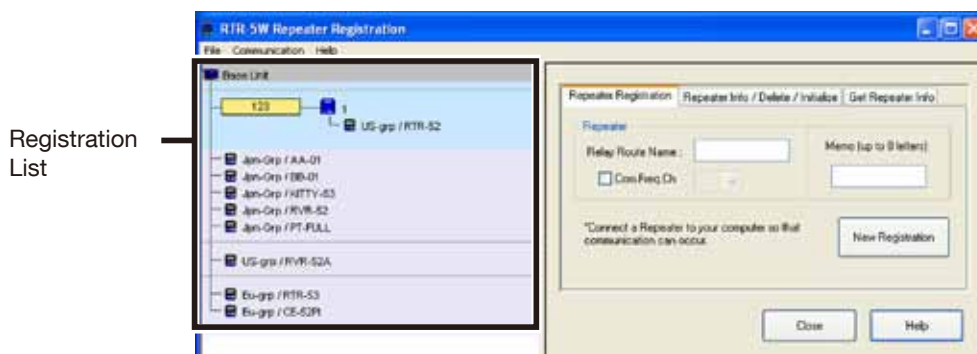 RTR-5W Repeater Registration
File Communication Help
Registration
List
Base Unit
123
1
US-grp / RTR-52
Jpn-Grp / AA-01
Jpn-Grp / BB-01
Jpn-Grp / KITTY-53
Jpn-Grp / RVR-52
Jpn-Grp / PT-FULL
US-grp / RVR-52A
Eu-grp / RTR-53
Eu-grp / CE-52Pt
Repeater Registration Repeater Info / Delete / Initialize Get Repeater Info
Repeater
Relay Route Name :
Com.Freq.Ch
Memo (up to 8 letters)
*Connect a Repeater to your computer so that
communication can occur.
New Registration
Close
Help